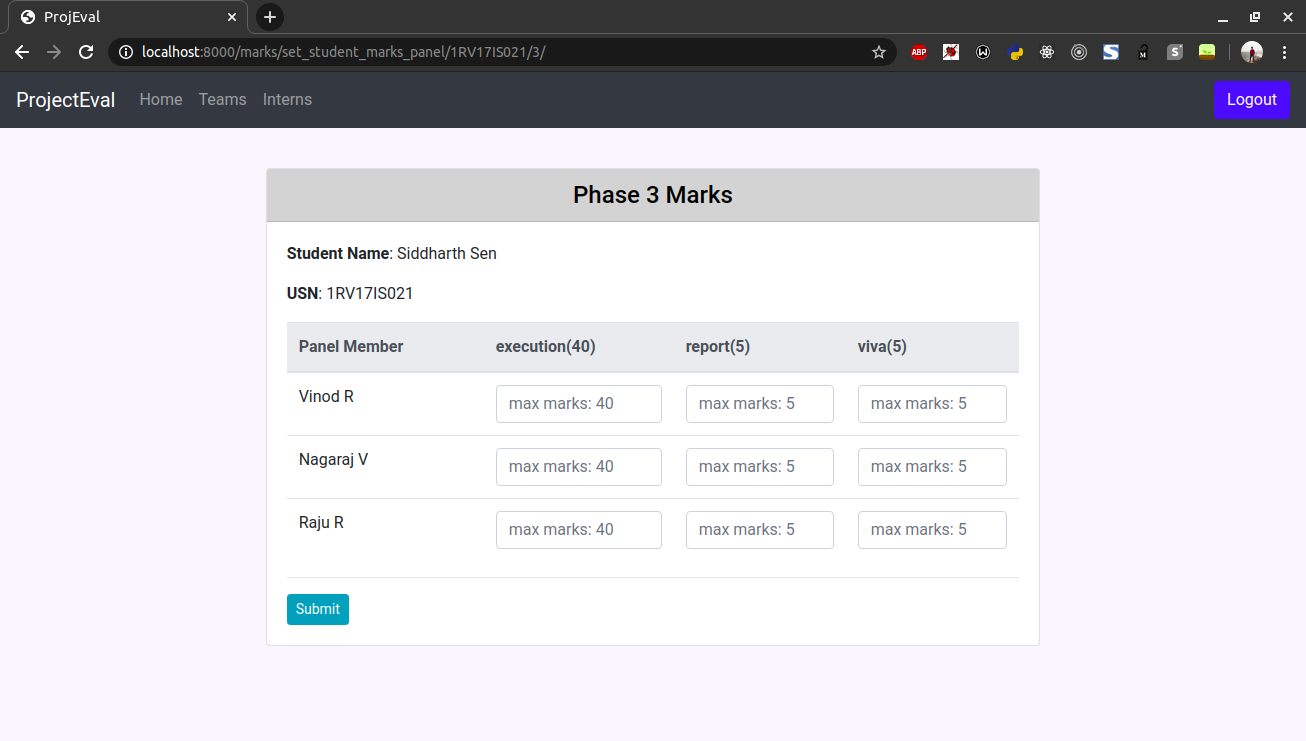 ProjEval
localhost:8000/marks/set_student_marks_panel/1RV17IS021/3/
ABP
M
S
ProjectEval Home Teams Interns Logout
Phase 3 Marks
Student Name: Siddharth Sen
USN: 1RV17IS021
Panel Member execution(40) report(5) viva(5)
Vinod R max marks: 40 max marks: 5 max marks: 5
Nagaraj V max marks: 40 max marks: 5 max marks: 5
Raju R max marks: 40 max marks: 5 max marks: 5
Submit